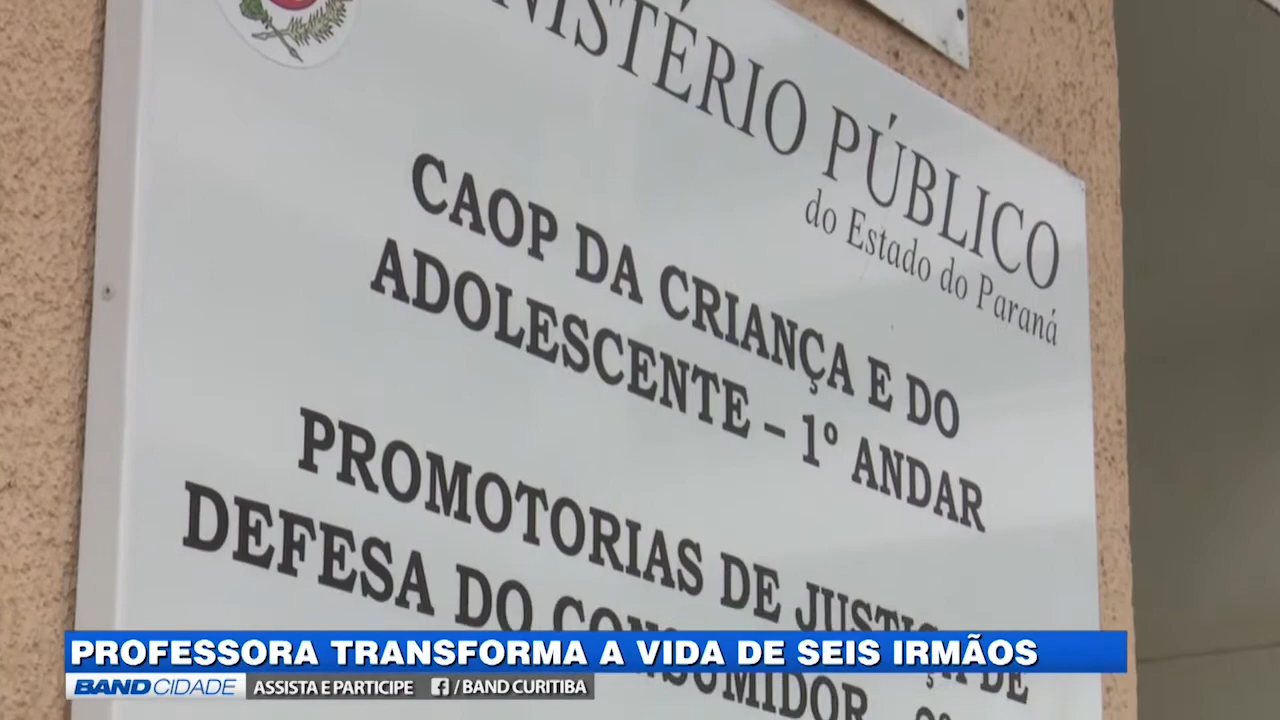 NISTÉRIO PÚBLICO
do Estado do Paraná
CAOP DA CRIANÇA E DO
ADOLESCENTE – 1º ANDAR
PROMOTORIAS DE JUSTIÇA DE
DEFESA DO CONSUMIDOR
PROFESSORA TRANSFORMA A VIDA DE SEIS IRMÃOS
BAND CIDADE ASSISTA E PARTICIPE f /BAND CURITIBA